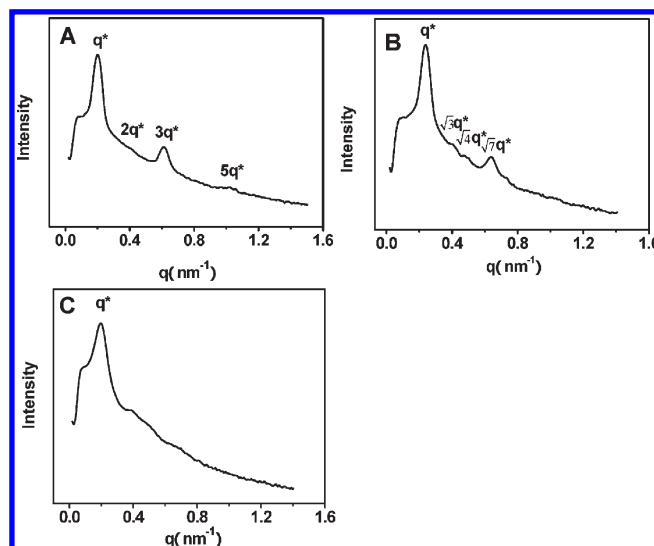 A
q*
2q* 3q*
5q*
Intensity
0.0 0.4 0.8 1.2 1.6
q( nm⁻¹)
B
q*
√3q*
√4q* √7q*
Intensity
0.0 0.4 0.8 1.2 1.6
q( nm⁻¹)
C
q*
Intensity
0.0 0.4 0.8 1.2 1.6
q( nm⁻¹)